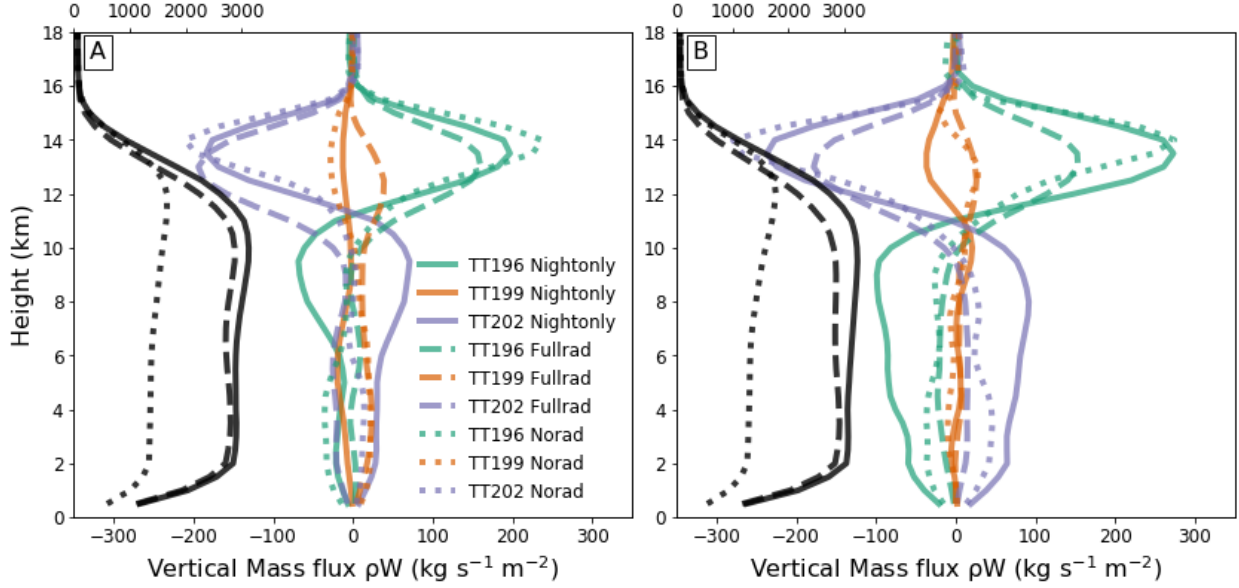 0 1000 2000 3000
0 1000 2000 3000
18
16
14
12
10
8
6
4
2
0
Height (km)
A
TT196 Nightonly
TT199 Nightonly
TT202 Nightonly
TT196 Fullrad
TT199 Fullrad
TT202 Fullrad
TT196 Norad
TT199 Norad
TT202 Norad
−300 −200 −100 0 100 200 300
Vertical Mass flux ρW (kg s⁻¹ m⁻²)
18
16
14
12
10
8
6
4
2
0
B
−300 −200 −100 0 100 200 300
Vertical Mass flux ρW (kg s⁻¹ m⁻²)